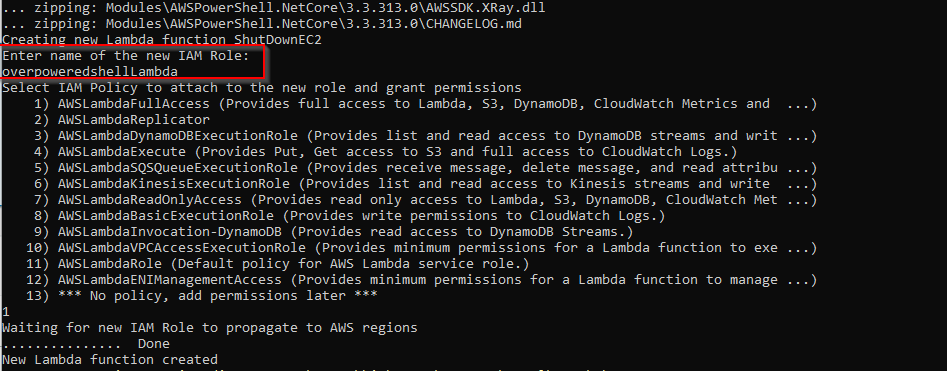 ... zipping: Modules\AWSPowerShell.NetCore\3.3.313.0\AWSSDK.XRay.dll
... zipping: Modules\AWSPowerShell.NetCore\3.3.313.0\CHANGELOG.md
Creating new Lambda function ShutDownEC2
Enter name of the new IAM Role:
overpoweredshellLambda
Select IAM Policy to attach to the new role and grant permissions
1) AWSLambdaFullAccess (Provides full access to Lambda, S3, DynamoDB, CloudWatch Metrics and ...)
2) AWSLambdaReplicator
3) AWSLambdaDynamoDBExecutionRole (Provides list and read access to DynamoDB streams and writ ...)
4) AWSLambdaExecute (Provides Put, Get access to S3 and full access to CloudWatch Logs.)
5) AWSLambdaSQSQueueExecutionRole (Provides receive message, delete message, and read attribu ...)
6) AWSLambdaKinesisExecutionRole (Provides list and read access to Kinesis streams and write ...)
7) AWSLambdaReadOnlyAccess (Provides read only access to Lambda, S3, DynamoDB, CloudWatch Met ...)
8) AWSLambdaBasicExecutionRole (Provides write permissions to CloudWatch Logs.)
9) AWSLambdaInvocation-DynamoDB (Provides read access to DynamoDB Streams.)
10) AWSLambdaVPCAccessExecutionRole (Provides minimum permissions for a Lambda function to exe ...)
11) AWSLambdaRole (Default policy for AWS Lambda service role.)
12) AWSLambdaENIManagementAccess (Provides minimum permissions for a Lambda function to manage ...)
13) *** No policy, add permissions later ***
1
Waiting for new IAM Role to propagate to AWS regions
............... Done
New Lambda function created